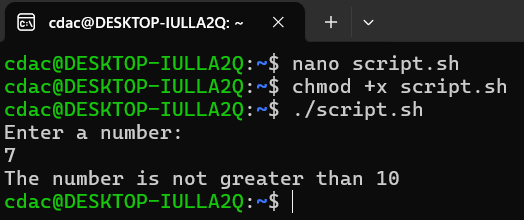 cdac@DESKTOP-IULLA2Q: ~
cdac@DESKTOP-IULLA2Q:~$ nano script.sh
cdac@DESKTOP-IULLA2Q:~$ chmod +x script.sh
cdac@DESKTOP-IULLA2Q:~$ ./script.sh
Enter a number:
7
The number is not greater than 10
cdac@DESKTOP-IULLA2Q:~$